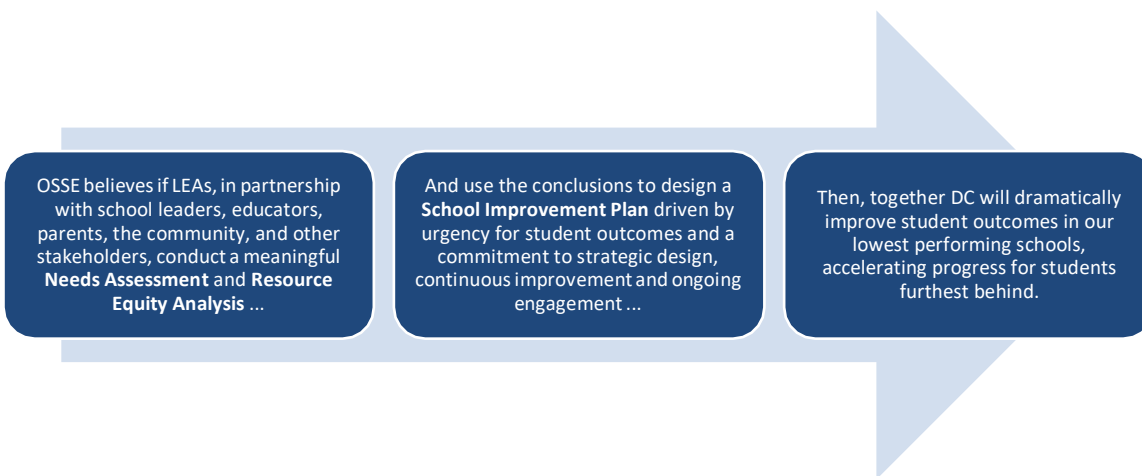 OSSE believes if LEAs, in partnership
with school leaders, educators,
parents, the community, and other
stakeholders, conduct a meaningful
Needs Assessment and Resource
Equity Analysis ...
And use the conclusions to design a
School Improvement Plan driven by
urgency for student outcomes and a
commitment to strategic design,
continuous improvement and ongoing
engagement ...
Then, together DC will dramatically
improve student outcomes in our
lowest performing schools,
accelerating progress for students
furthest behind.